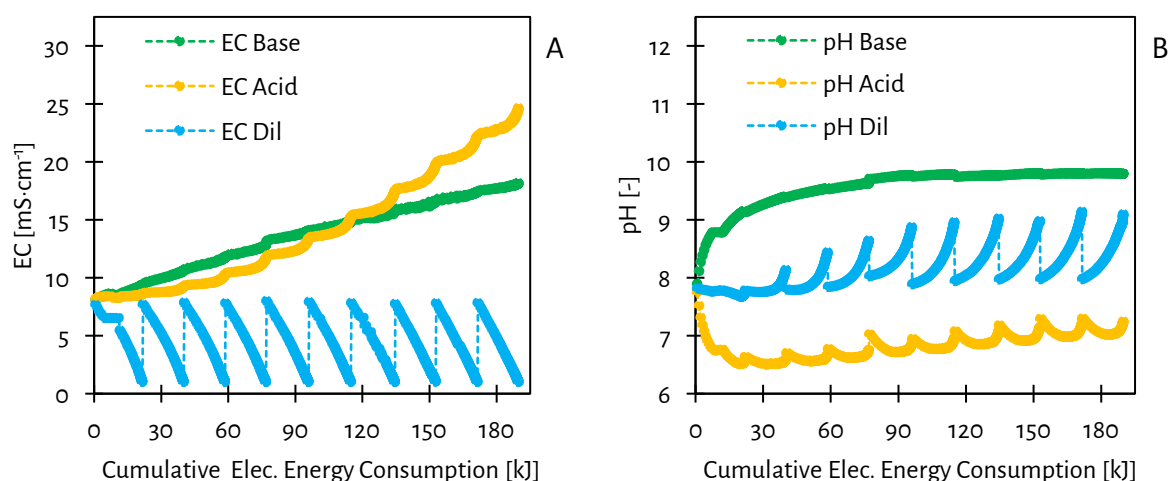 A
EC Base
EC Acid
EC Dil
EC [mS·cm⁻¹]
30
25
20
15
10
5
0
0 30 60 90 120 150 180
Cumulative Elec. Energy Consumption [kJ]
B
pH Base
pH Acid
pH Dil
pH [-]
12
11
10
9
8
7
6
0 30 60 90 120 150 180
Cumulative Elec. Energy Consumption [kJ]